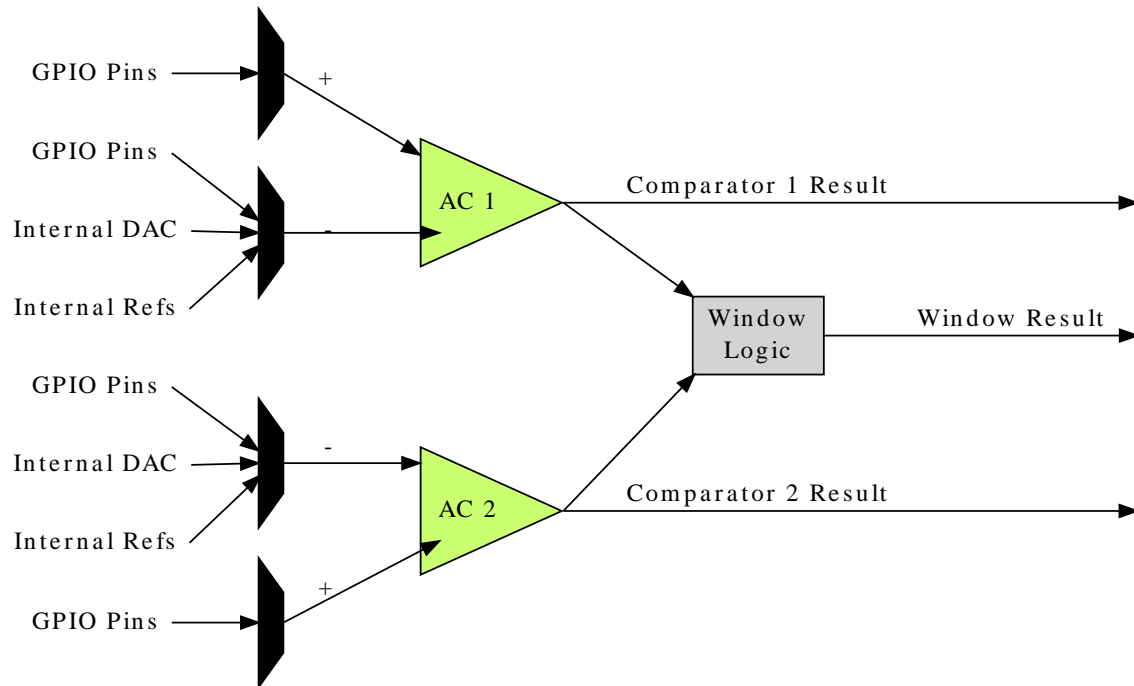 GPIO Pins
+
GPIO Pins
AC 1
Comparator 1 Result
Internal DAC
-
Internal Refs
Window
Logic
Window Result
GPIO Pins
-
Internal DAC
AC 2
Comparator 2 Result
Internal Refs
+
GPIO Pins